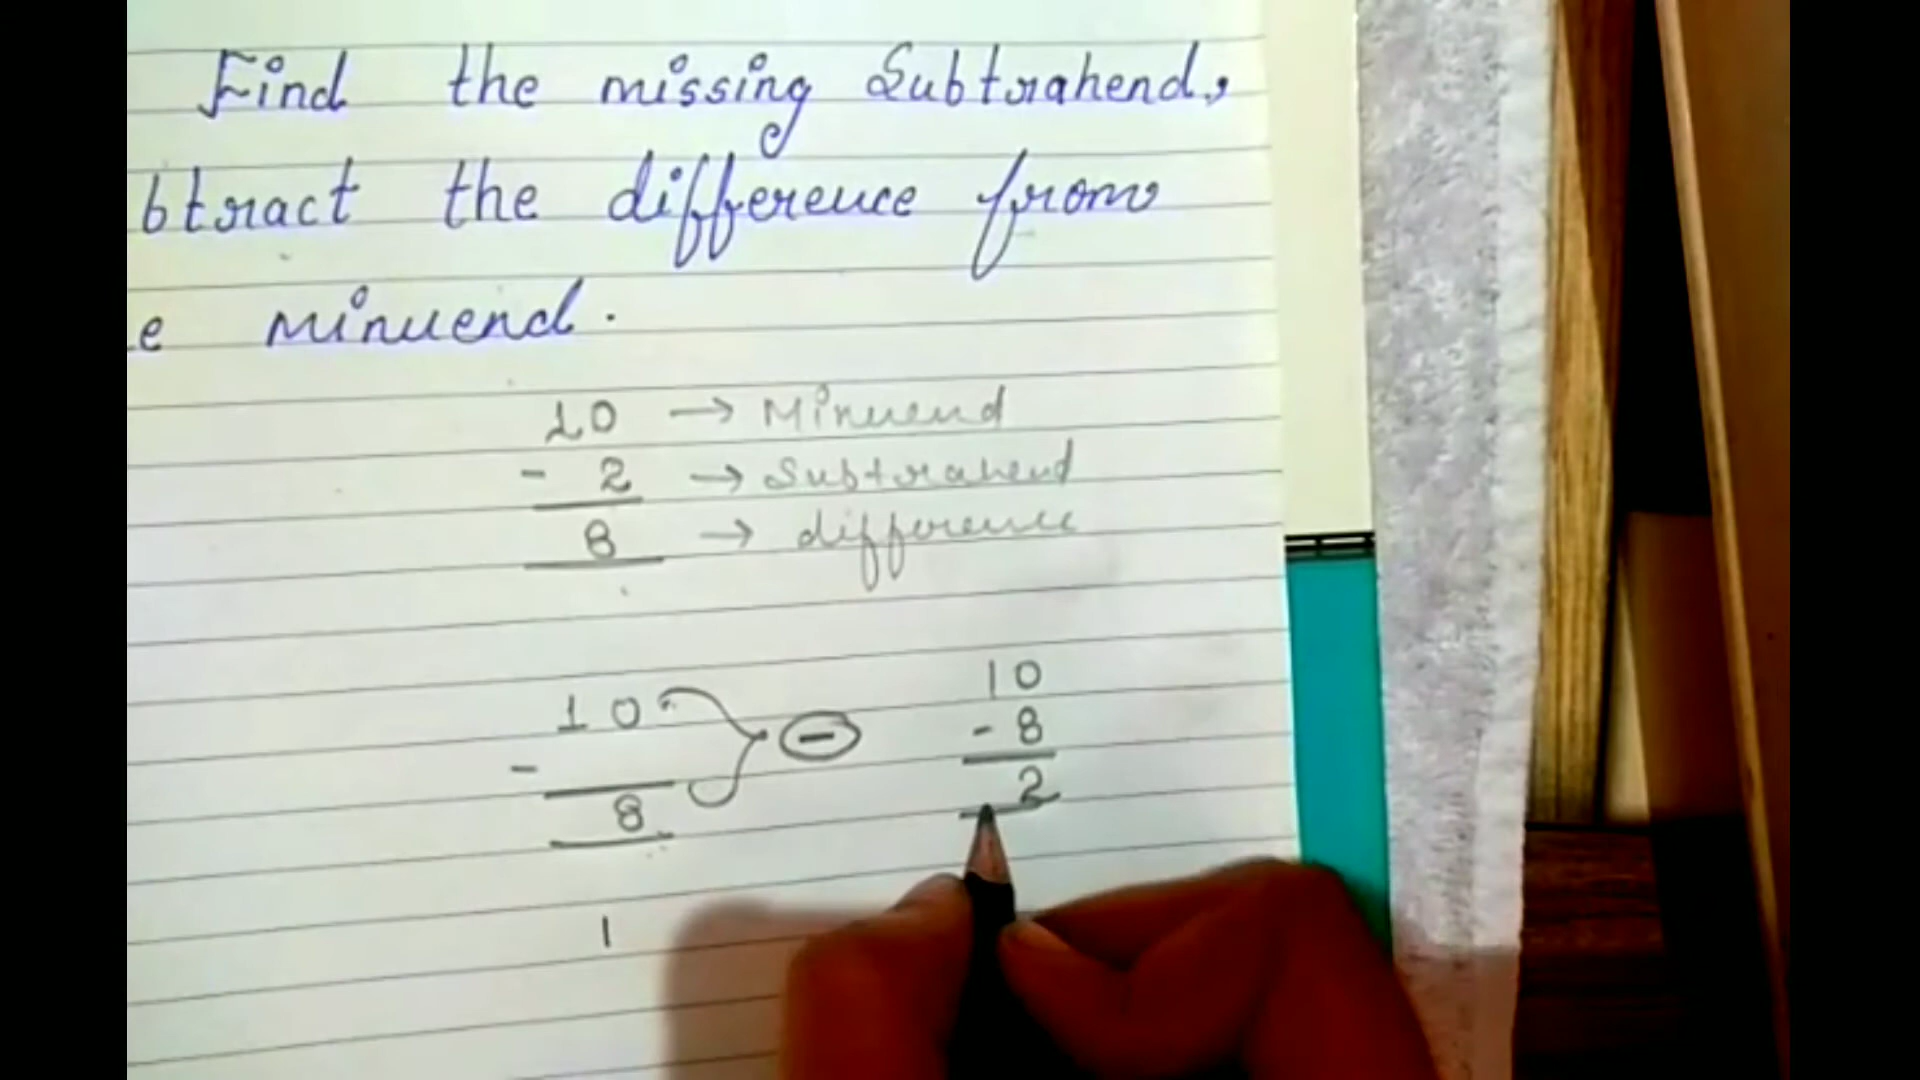 Find the missing Subtrahend,
btract the difference from
e minuend.
10 → Minuend
- 2 → Subtrahend
8 → difference
10
-
8
-
10
- 8
2
1